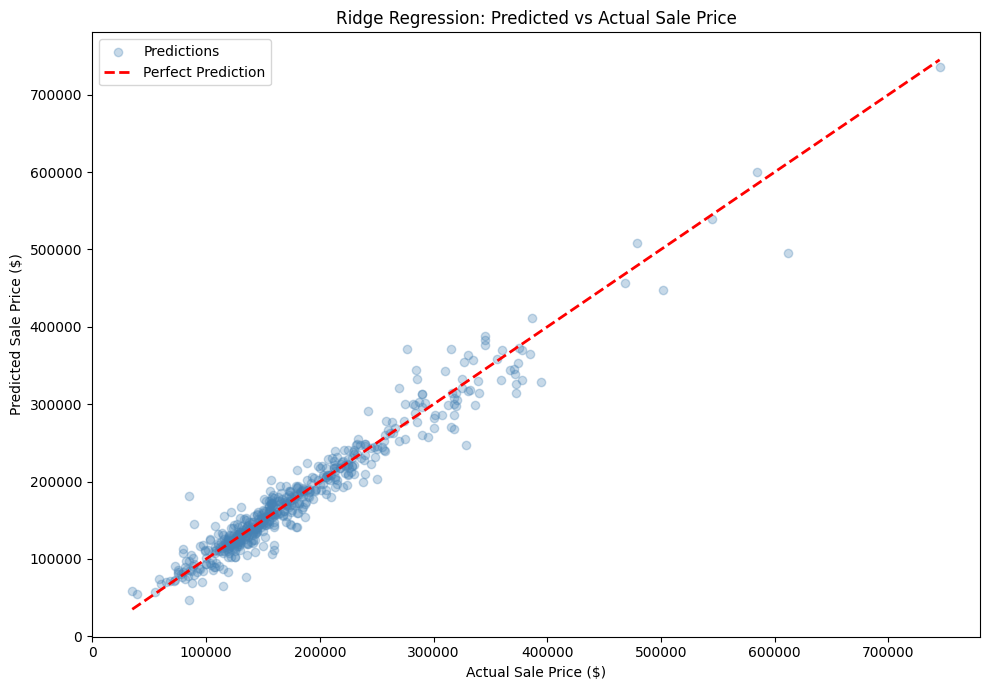 Ridge Regression: Predicted vs Actual Sale Price
Predictions
Perfect Prediction
Predicted Sale Price ($)
700000
600000
500000
400000
300000
200000
100000
0
0 100000 200000 300000 400000 500000 600000 700000
Actual Sale Price ($)